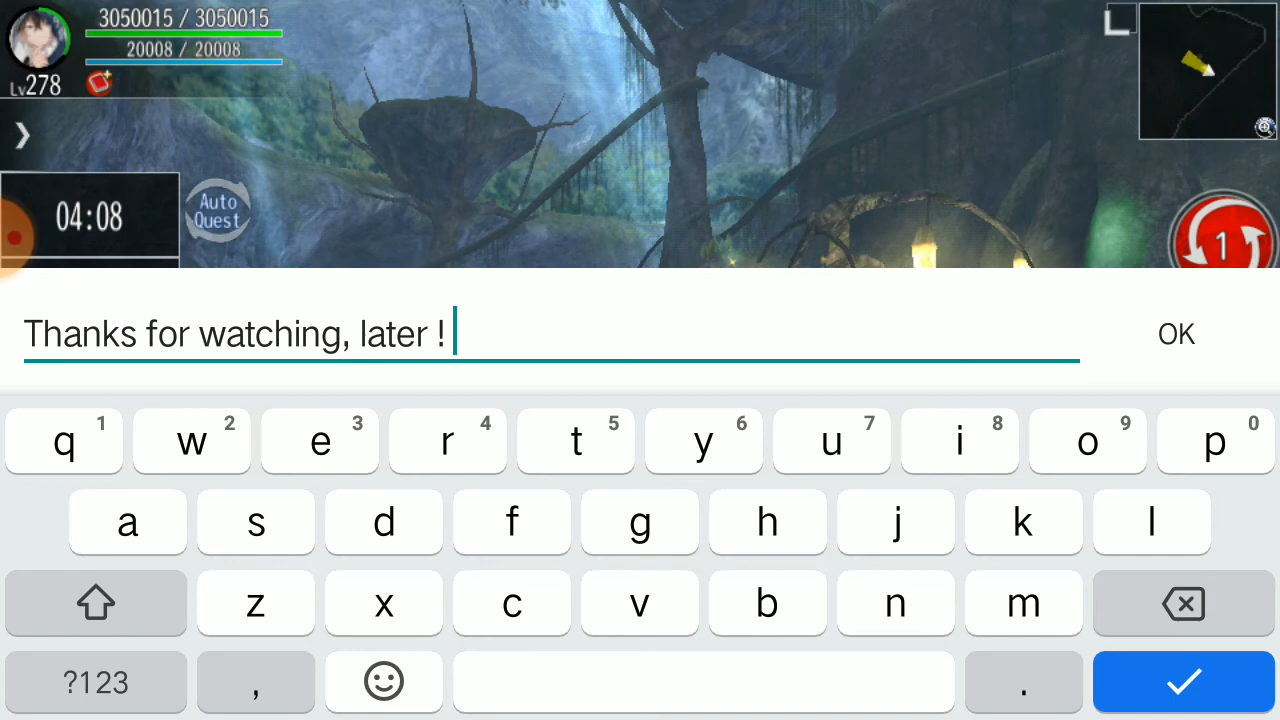 3050015 / 3050015
20008 / 20008
Lv278
04:08
Auto
Quest
1
Thanks for watching, later !
OK
q 1 w 2 e 3 r 4 t 5 y 6 u 7 i 8 o 9 p 0
a s d f g h j k l
z x c v b n m
?123 , .